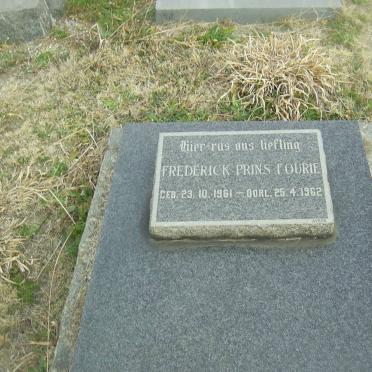 Hier rus ons liefling
FREDERICK PRINS FOURIE
GEB. 23.10.1961 – OORL. 25.4.1962